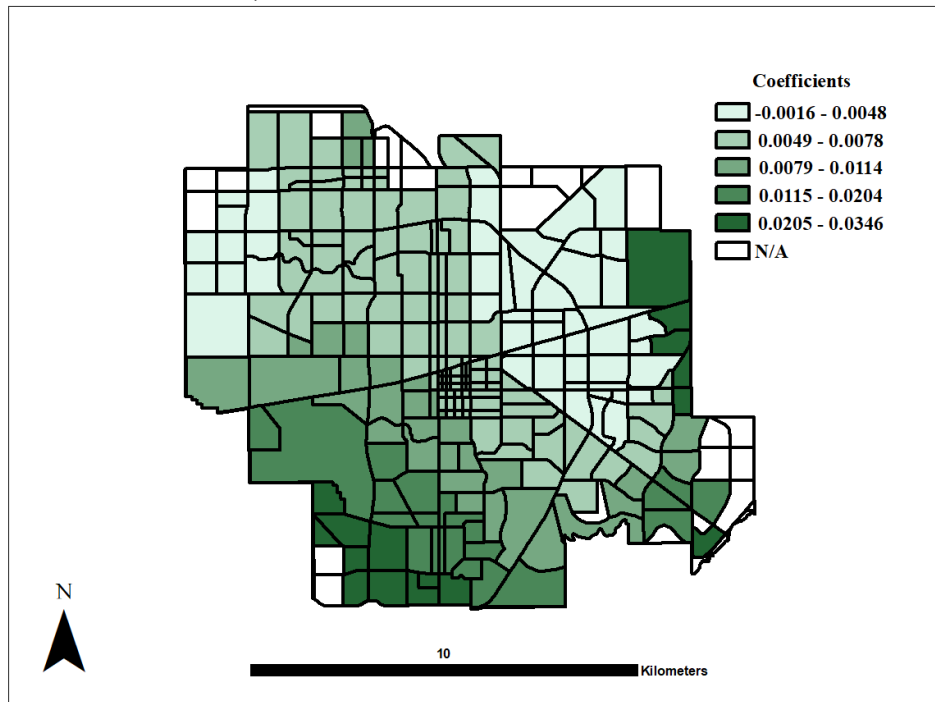 Coefficients
-0.0016 - 0.0048
0.0049 - 0.0078
0.0079 - 0.0114
0.0115 - 0.0204
0.0205 - 0.0346
N/A
N
10
Kilometers